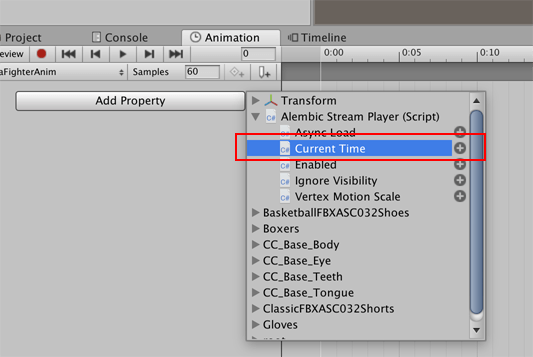 Project Console Animation Timeline
review 0 0:00 0:05 0:10
aFighterAnim Samples 60
Add Property
Transform
C# Alembic Stream Player (Script)
C# Async Load
C# Current Time
C# Enabled
C# Ignore Visibility
C# Vertex Motion Scale
BasketballFBXASC032Shoes
Boxers
CC_Base_Body
CC_Base_Eye
CC_Base_Teeth
CC_Base_Tongue
ClassicFBXASC032Shorts
Gloves